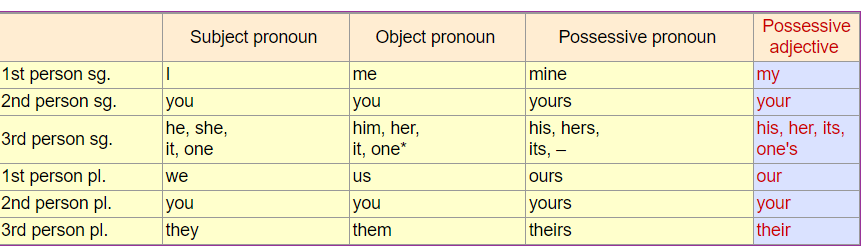 Subject pronoun Object pronoun Possessive pronoun Possessive adjective
1st person sg. I me mine my
2nd person sg. you you yours your
3rd person sg. he, she, it, one him, her, it, one* his, hers, its, – his, her, its, one's
1st person pl. we us ours our
2nd person pl. you you yours your
3rd person pl. they them theirs their